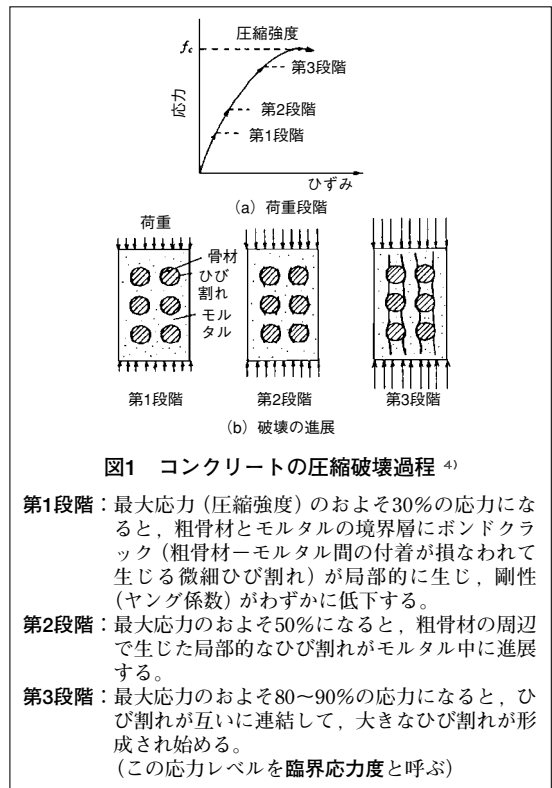 圧縮強度
fc
第3段階
第2段階
第1段階
応力
ひずみ
(a) 荷重段階
荷重
骨材
ひび
割れ
モル
タル
第1段階
第2段階
第3段階
(b) 破壊の進展
図1 コンクリートの圧縮破壊過程 4)
第1段階:最大応力(圧縮強度)のおよそ30%の応力にな
ると,粗骨材とモルタルの境界層にボンドクラ
ック(粗骨材-モルタル間の付着が損なわれて
生じる微細ひび割れ)が局部的に生じ,剛性
(ヤング係数)がわずかに低下する。
第2段階:最大応力のおよそ50%になると,粗骨材の周辺
で生じた局部的なひび割れがモルタル中に進展
する。
第3段階:最大応力のおよそ80~90%の応力になると,ひ
び割れが互いに連結して,大きなひび割れが形
成され始める。
(この応力レベルを臨界応力度と呼ぶ)